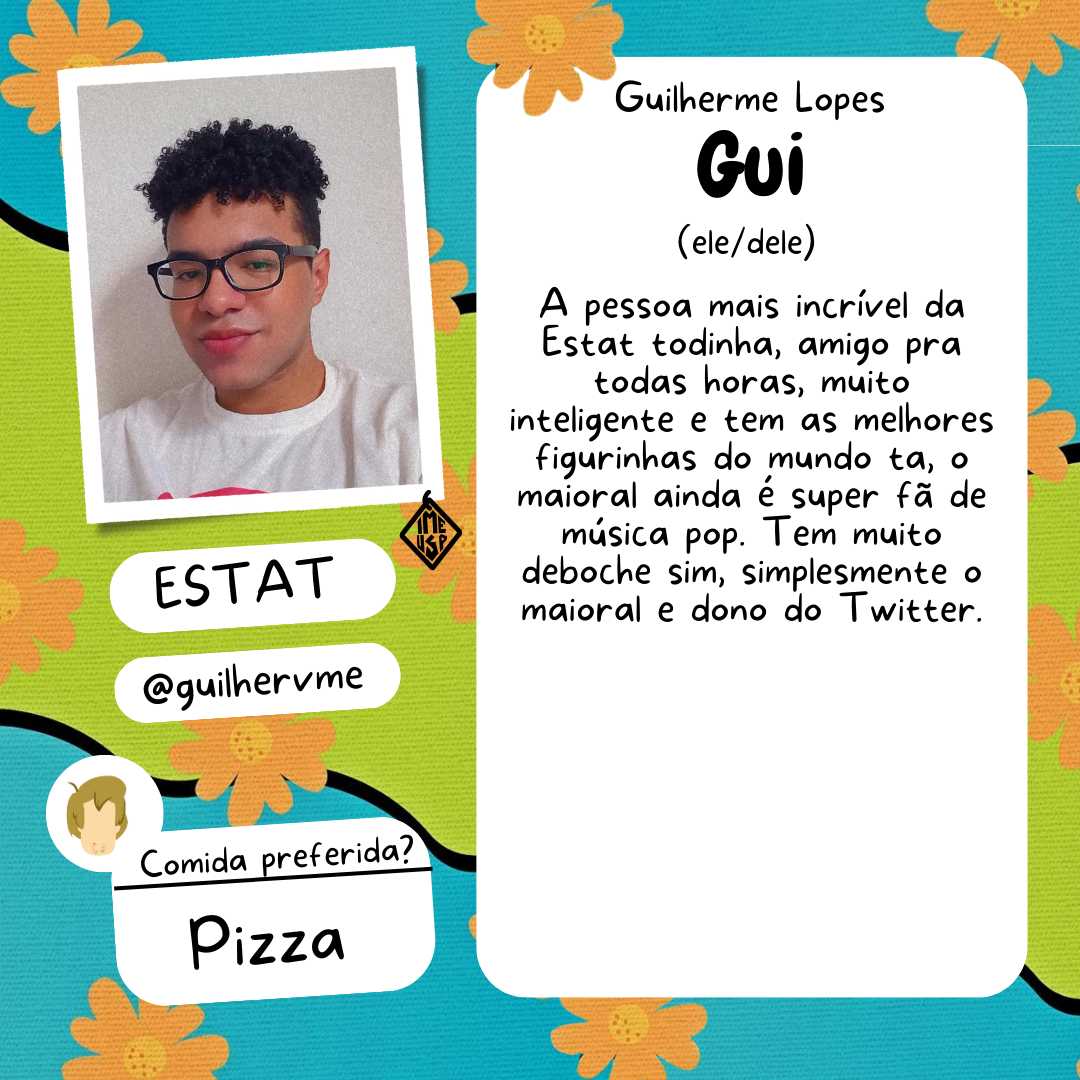 Guilherme Lopes
Gui
(ele/dele)
A pessoa mais incrível da
Estat todinha, amigo pra
todas horas, muito
inteligente e tem as melhores
figurinhas do mundo ta, o
maioral ainda é super fã de
música pop. Tem muito
deboche sim, simplesmente o
maioral e dono do Twitter.
IME
USP
ESTAT
@guilhervme
Comida preferida?
Pizza